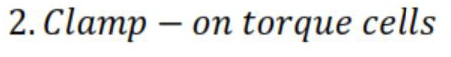 2. Clamp – on torque cells